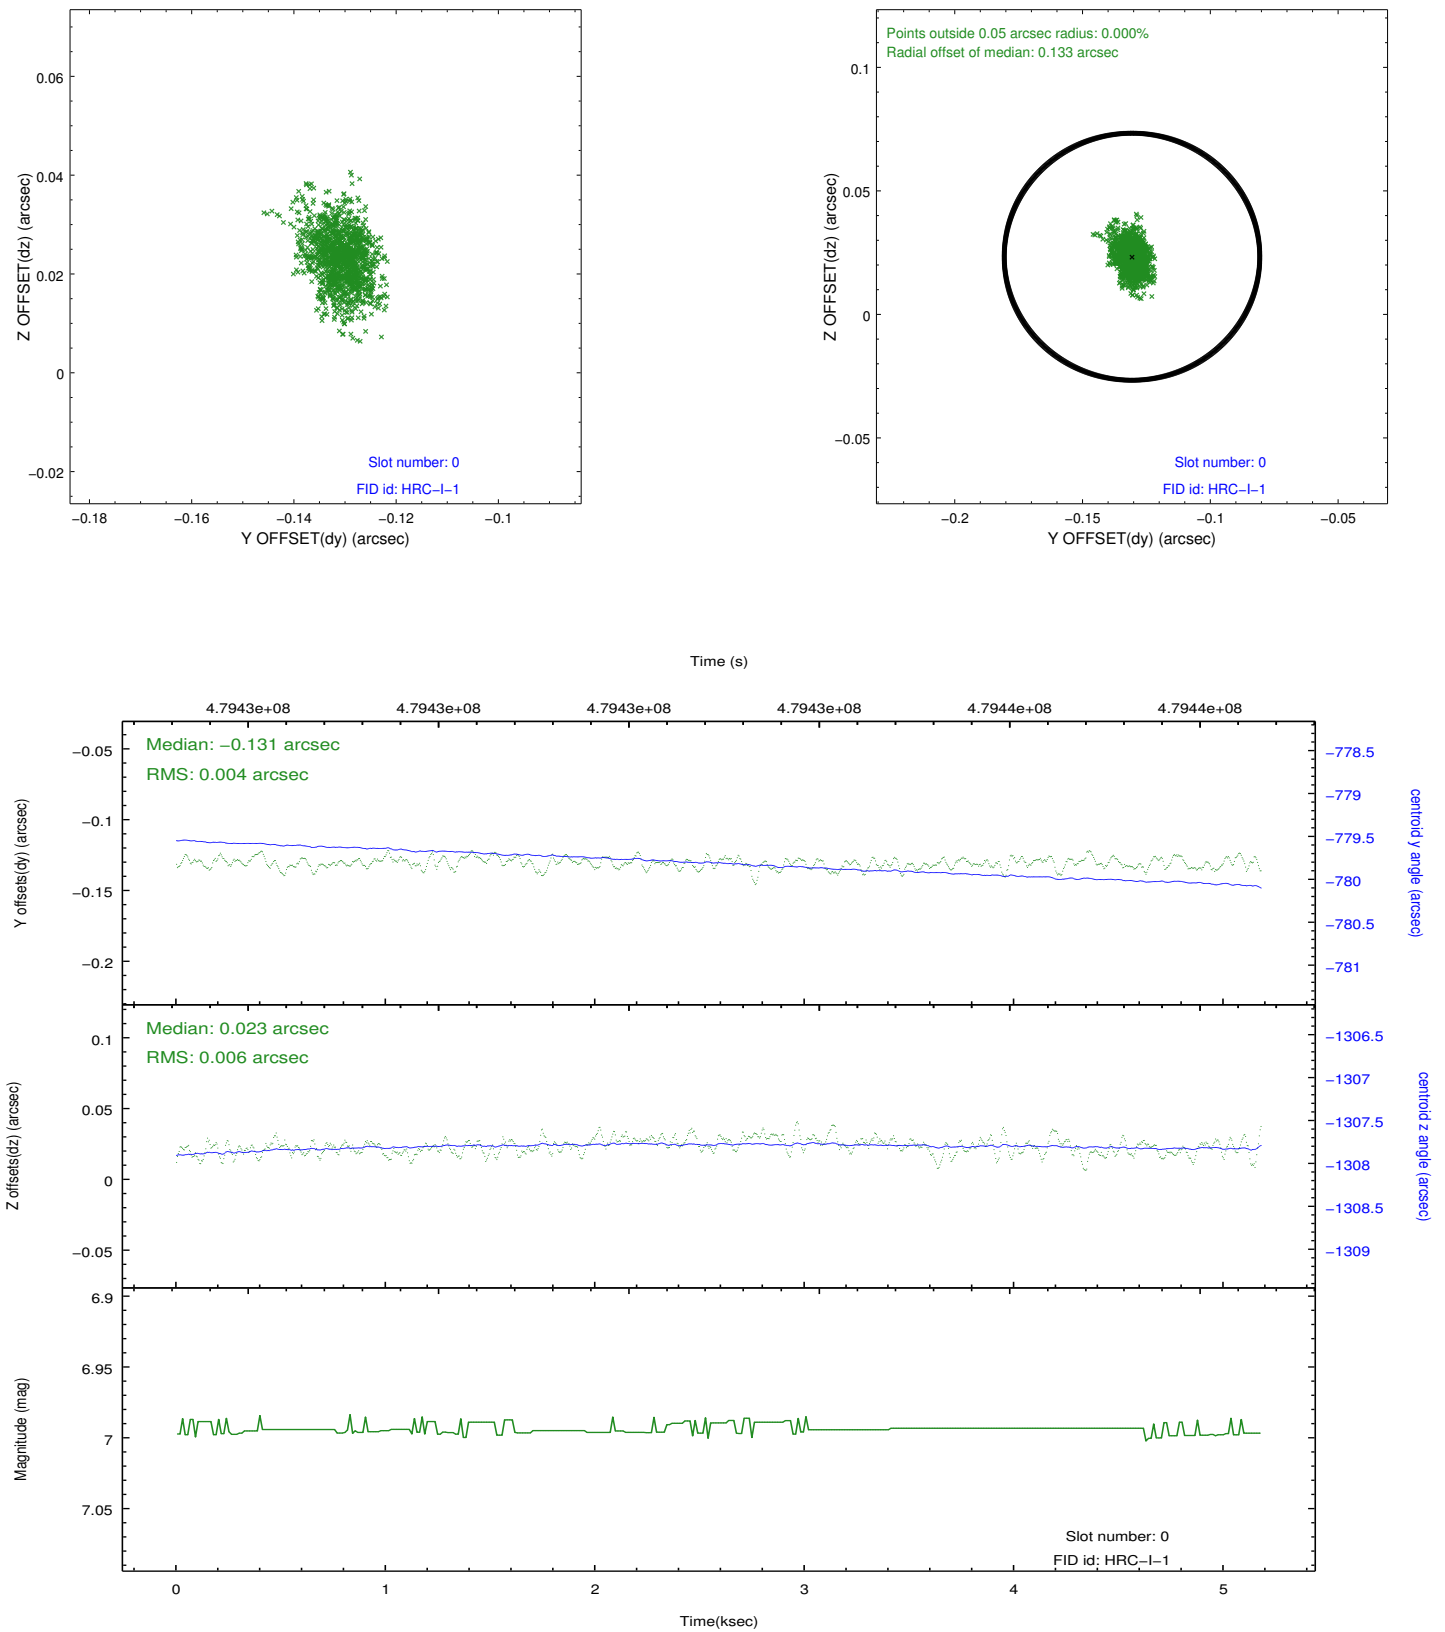 0.06
0.04
0.02
0
−0.02
Z OFFSET(dz) (arcsec)
Slot number: 0
FID id: HRC−I−1
−0.18 −0.16 −0.14 −0.12 −0.1
Y OFFSET(dy) (arcsec)
Points outside 0.05 arcsec radius: 0.000%
Radial offset of median: 0.133 arcsec
0.1
0.05
0
−0.05
Z OFFSET(dz) (arcsec)
Slot number: 0
FID id: HRC−I−1
−0.2 −0.15 −0.1 −0.05
Y OFFSET(dy) (arcsec)
Time (s)
4.7943e+08 4.7943e+08 4.7943e+08 4.7943e+08 4.7944e+08 4.7944e+08
Median: −0.131 arcsec
RMS: 0.004 arcsec
−0.05
−0.1
−0.15
−0.2
Y offsets(dy) (arcsec)
−778.5
−779
−779.5
−780
−780.5
−781
centroid y angle (arcsec)
Median: 0.023 arcsec
RMS: 0.006 arcsec
0.1
0.05
0
−0.05
Z offsets(dz) (arcsec)
−1306.5
−1307
−1307.5
−1308
−1308.5
−1309
centroid z angle (arcsec)
6.9
6.95
7
7.05
Magnitude (mag)
Slot number: 0
FID id: HRC−I−1
0 1 2 3 4 5
Time(ksec)